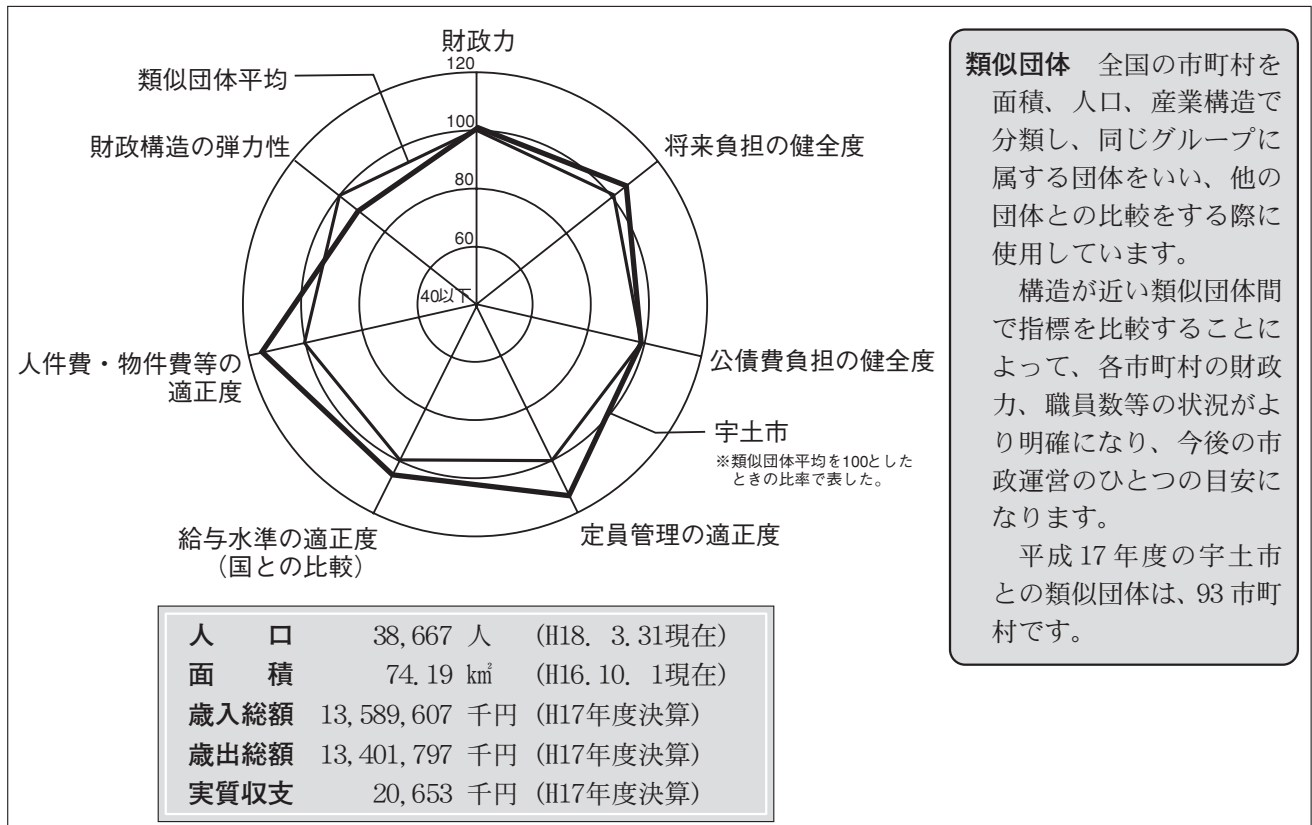 財政力
120
100
80
60
40以下
類似団体平均
財政構造の弾力性
将来負担の健全度
公債費負担の健全度
宇土市
※類似団体平均を100とした
ときの比率で表した。
定員管理の適正度
給与水準の適正度
（国との比較）
人件費・物件費等の
適正度
人　口 38,667 人 (H18. 3.31現在)
面　積 74.19 ㎢ (H16.10. 1現在)
歳入総額 13,589,607 千円 (H17年度決算)
歳出総額 13,401,797 千円 (H17年度決算)
実質収支 20,653 千円 (H17年度決算)
類似団体　全国の市町村を
面積、人口、産業構造で
分類し、同じグループに
属する団体をいい、他の
団体との比較をする際に
使用しています。
構造が近い類似団体間
で指標を比較することに
よって、各市町村の財政
力、職員数等の状況がよ
り明確になり、今後の市
政運営のひとつの目安に
なります。
平成 17 年度の宇土市
との類似団体は、93 市町
村です。